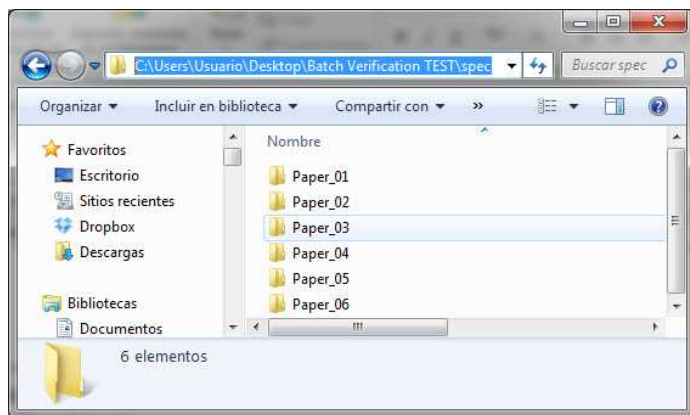 C:\Users\Usuario\Desktop\Batch Verification TEST\spec
Buscar spec
Organizar Incluir en biblioteca Compartir con »
Favoritos
Escritorio
Sitios recientes
Dropbox
Descargas
Bibliotecas
Documentos
Nombre
Paper_01
Paper_02
Paper_03
Paper_04
Paper_05
Paper_06
6 elementos